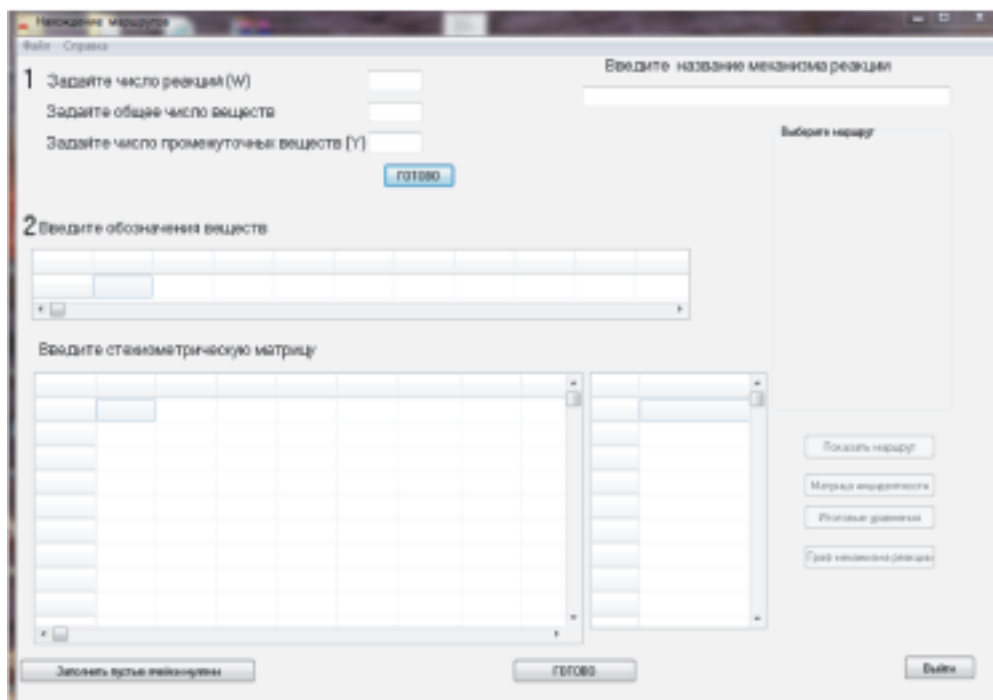 Нахождение маршрутов
Файл Справка
1 Задайте число реакций (W)
Введите название механизма реакции
Задайте общее число веществ
Задайте число промежуточных веществ (Y)
Выберите маршрут
ГОТОВО
2 Введите обозначения веществ
Введите стехиометрическую матрицу
Показать маршрут
Матрица инцидентности
Итоговые уравнения
Граф механизма реакции
Заполнить пустые ячейки нулями
ГОТОВО
Выйти